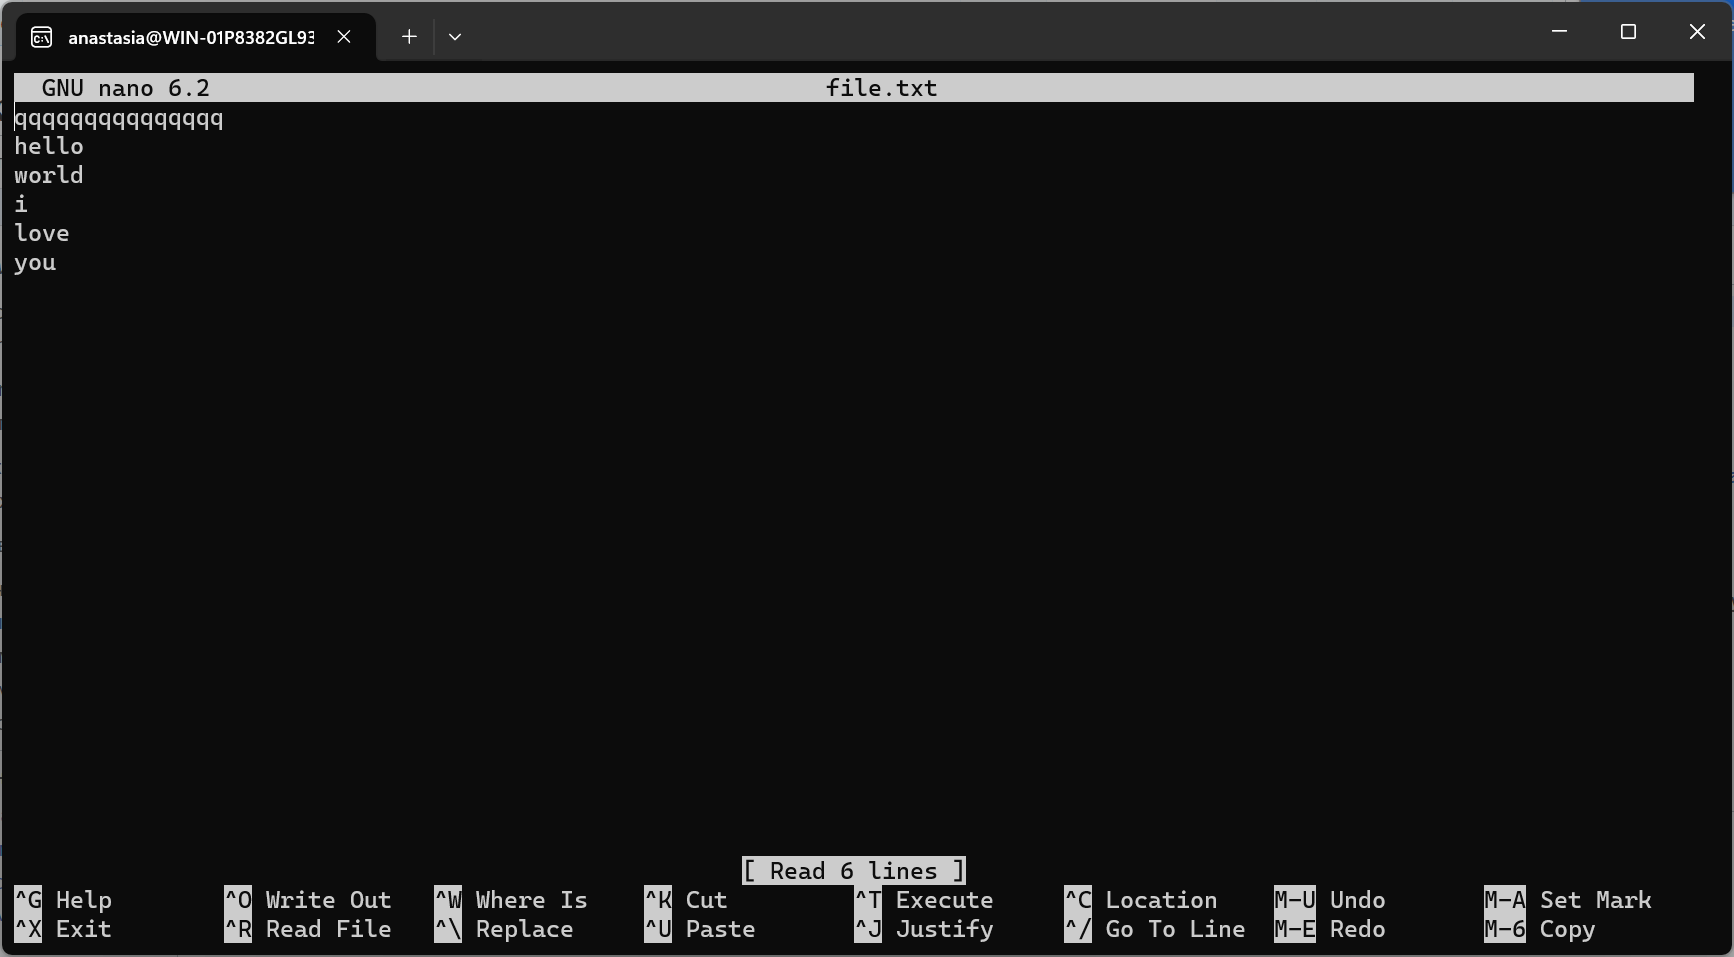 anastasia@WIN-01P8382GL93
GNU nano 6.2 file.txt
qqqqqqqqqqqqqqq
hello
world
i
love
you
[ Read 6 lines ]
^G Help ^O Write Out ^W Where Is ^K Cut ^T Execute ^C Location M-U Undo M-A Set Mark
^X Exit ^R Read File ^\ Replace ^U Paste ^J Justify ^/ Go To Line M-E Redo M-6 Copy